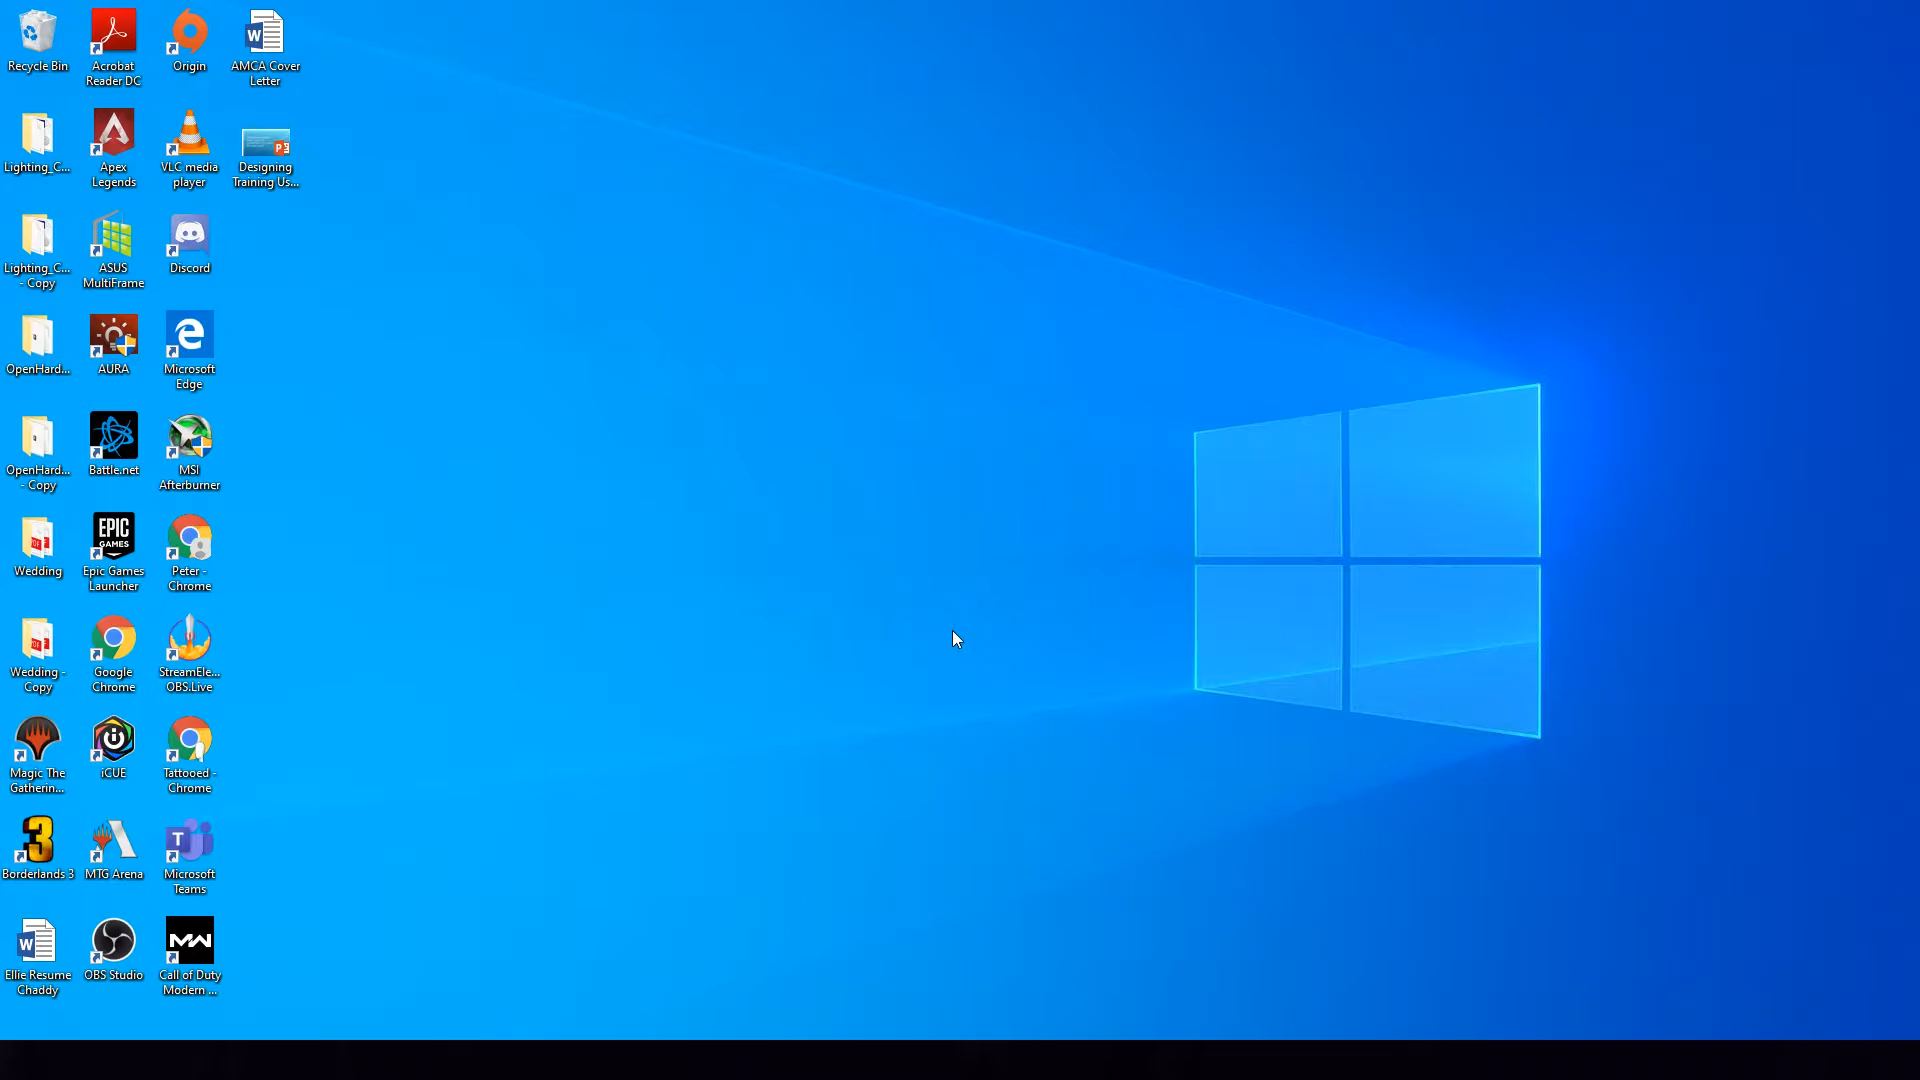 Recycle Bin
Acrobat
Reader DC
Origin
W
AMCA Cover
Letter
Lighting_C...
Apex
Legends
VLC media
player
P
Designing
Training Us...
Lighting_C...
- Copy
ASUS
MultiFrame
Discord
OpenHard...
AURA
Microsoft
Edge
OpenHard...
- Copy
Battle.net
MSI
Afterburner
PDF
Wedding
EPIC
GAMES
Epic Games
Launcher
Peter -
Chrome
PDF
Wedding -
Copy
Google
Chrome
StreamEle...
OBS.Live
Magic The
Gatherin...
iCUE
Tattooed -
Chrome
3
Borderlands 3
MTG Arena
T
Microsoft
Teams
W
Ellie Resume
Chaddy
OBS Studio
MW
Call of Duty
Modern ...